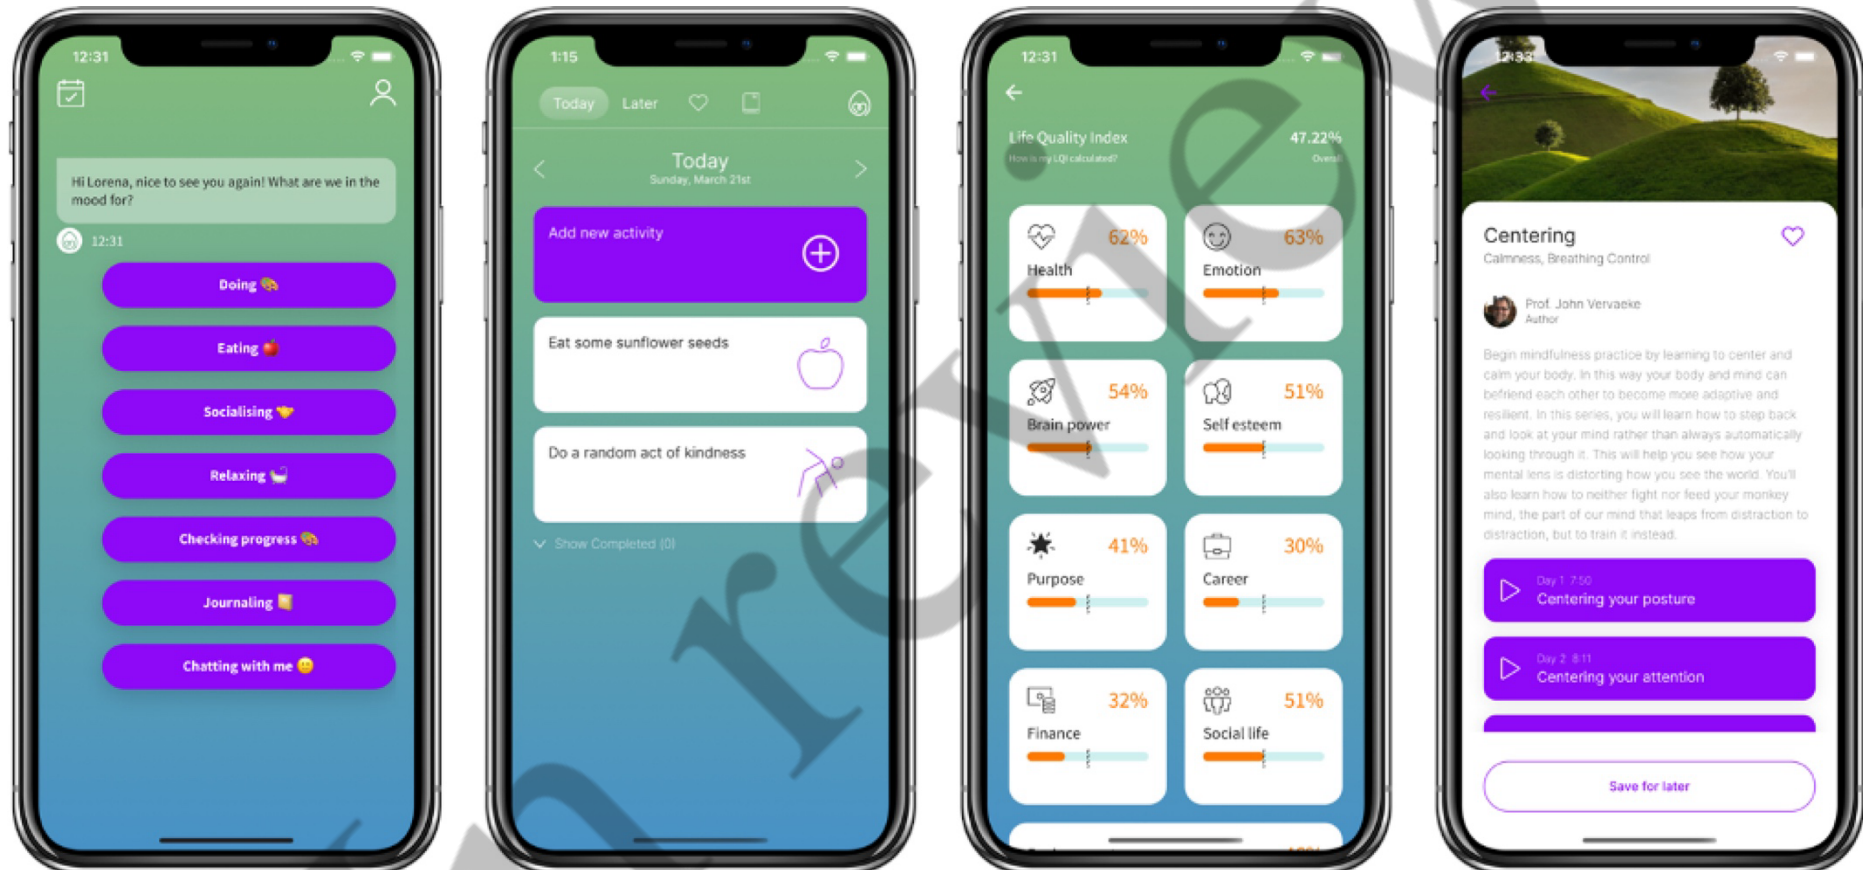 12:31
Hi Lorena, nice to see you again! What are we in the
mood for?
12:31
Doing
Eating
Socialising
Relaxing
Checking progress
Journaling
Chatting with me
1:15
Today
Later
Today
Sunday, March 21st
Add new activity
Eat some sunflower seeds
Do a random act of kindness
Show Completed (0)
12:31
Life Quality Index
47.22%
How is my LQI calculated?
Overall
62%
Health
63%
Emotion
54%
Brain power
51%
Self esteem
41%
Purpose
30%
Career
32%
Finance
51%
Social life
12:33
Centering
Calmness, Breathing Control
Prof. John Vervaeke
Author
Begin mindfulness practice by learning to center and
calm your body. In this way your body and mind can
befriend each other to become more adaptive and
resilient. In this series, you will learn how to step back
and look at your mind rather than always automatically
looking through it. This will help you see how your
mental lens is distorting how you see the world. You'll
also learn how to neither fight nor feed your monkey
mind, the part of our mind that leaps from distraction to
distraction, but to train it instead.
Day 1 7:50
Centering your posture
Day 2 8:11
Centering your attention
Save for later
n review